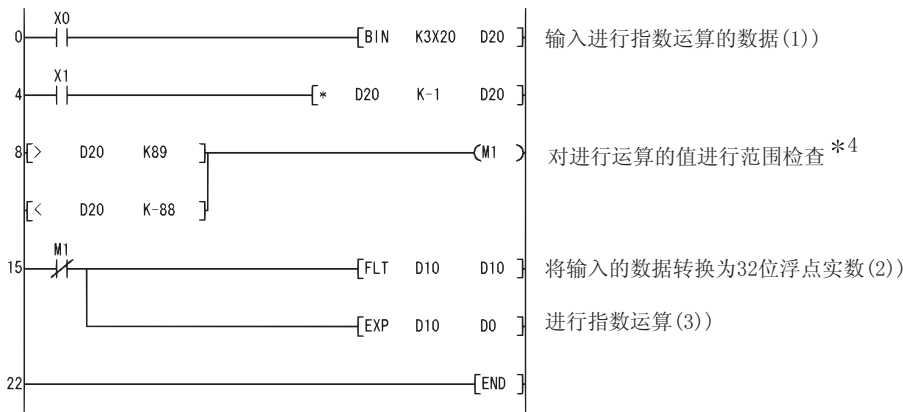 X0
0 [BIN K3X20 D20 ] 输入进行指数运算的数据(1))
X1
4 [* D20 K-1 D20 ]
8 [> D20 K89 ] (M1 ) 对进行运算的值进行范围检查*4
[< D20 K-88 ]
M1
15 [FLT D10 D10 ] 将输入的数据转换为32位浮点实数(2))
[EXP D10 D0 ] 进行指数运算(3))
22 [END ]